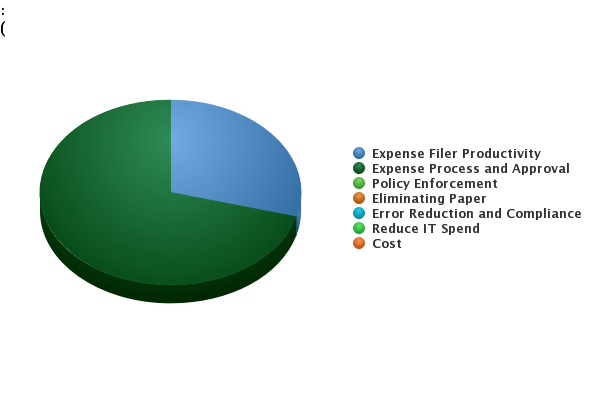 :
(
Expense Filer Productivity
Expense Process and Approval
Policy Enforcement
Eliminating Paper
Error Reduction and Compliance
Reduce IT Spend
Cost